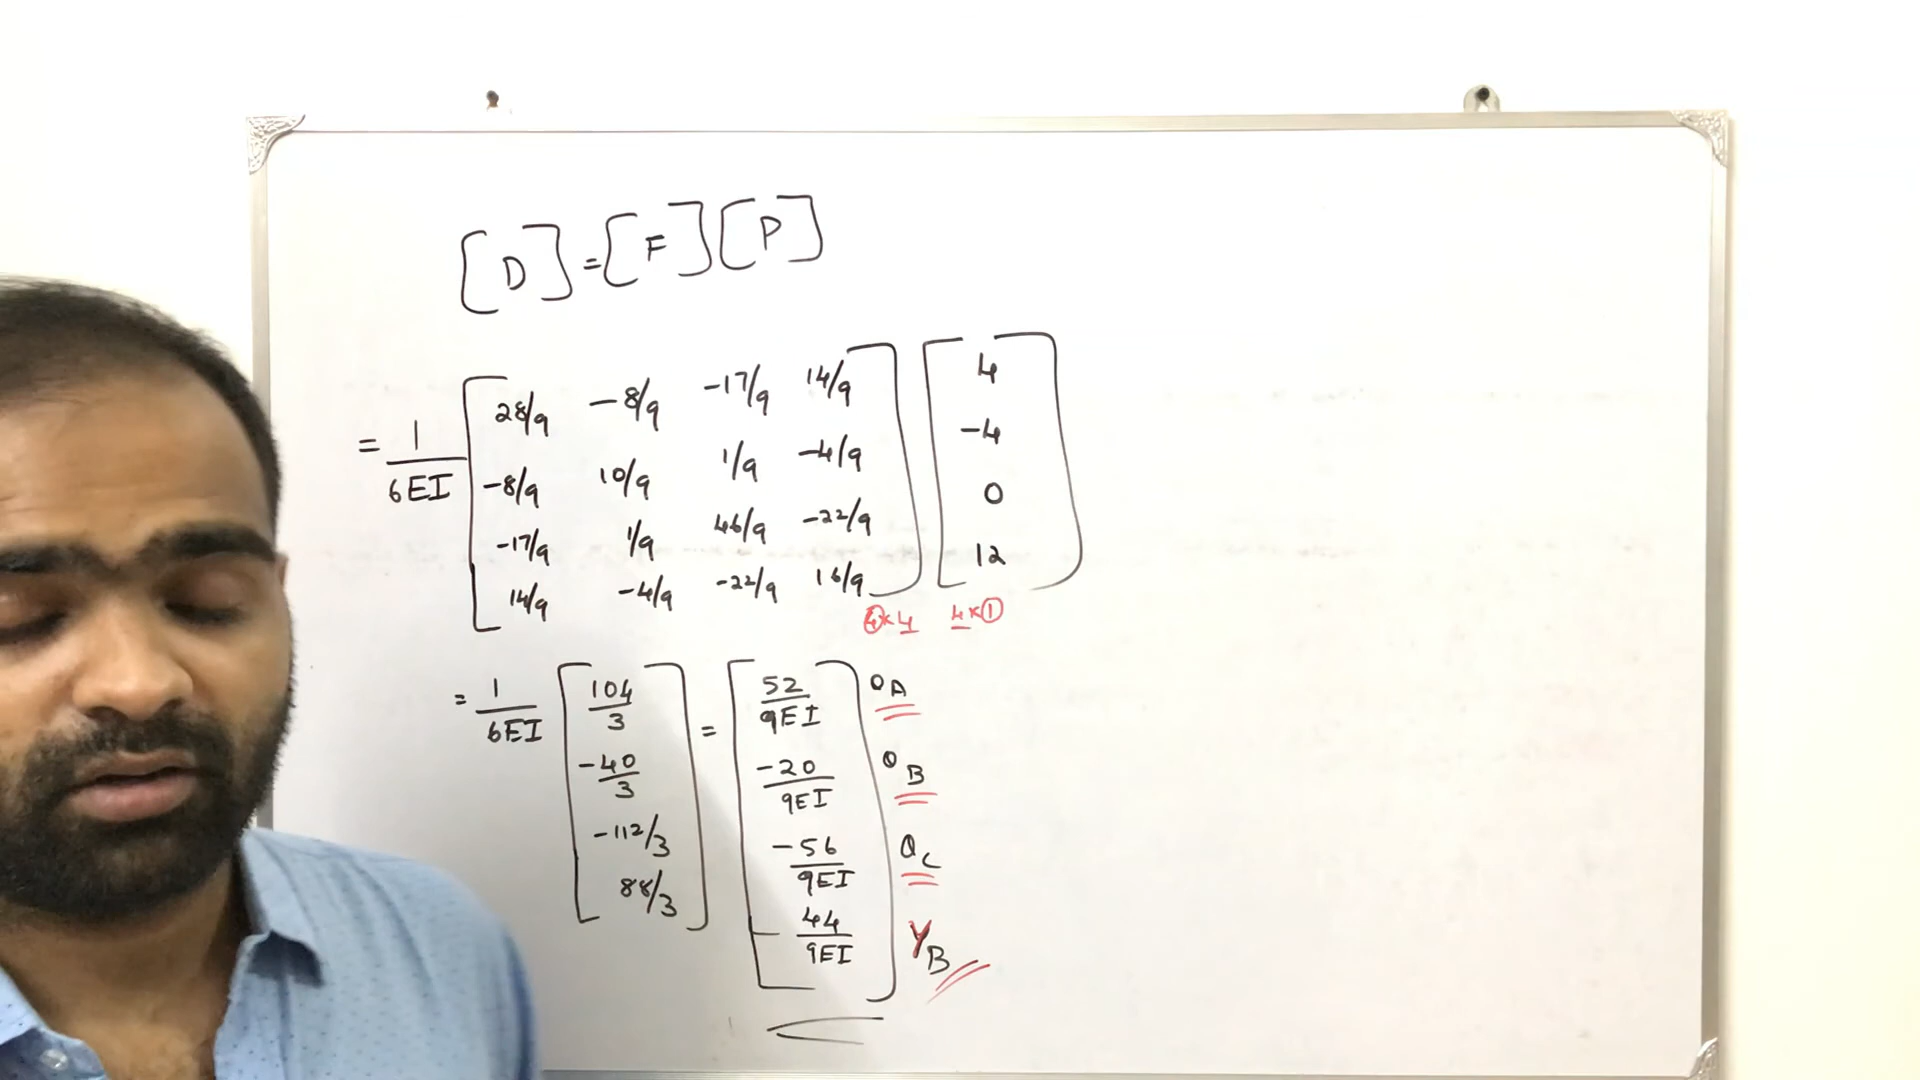 [D] = [F] [P]
28/9 -8/9 -17/9 14/9 4
= 1/6EI -8/9 10/9 1/9 -4/9 -4
-17/9 1/9 46/9 -22/9 0
14/9 -4/9 -22/9 16/9 12
4×4 4×1
= 1/6EI 104/3 = 52/9EI θA
-40/3 -20/9EI θB
-112/3 -56/9EI θC
88/3 44/9EI YB